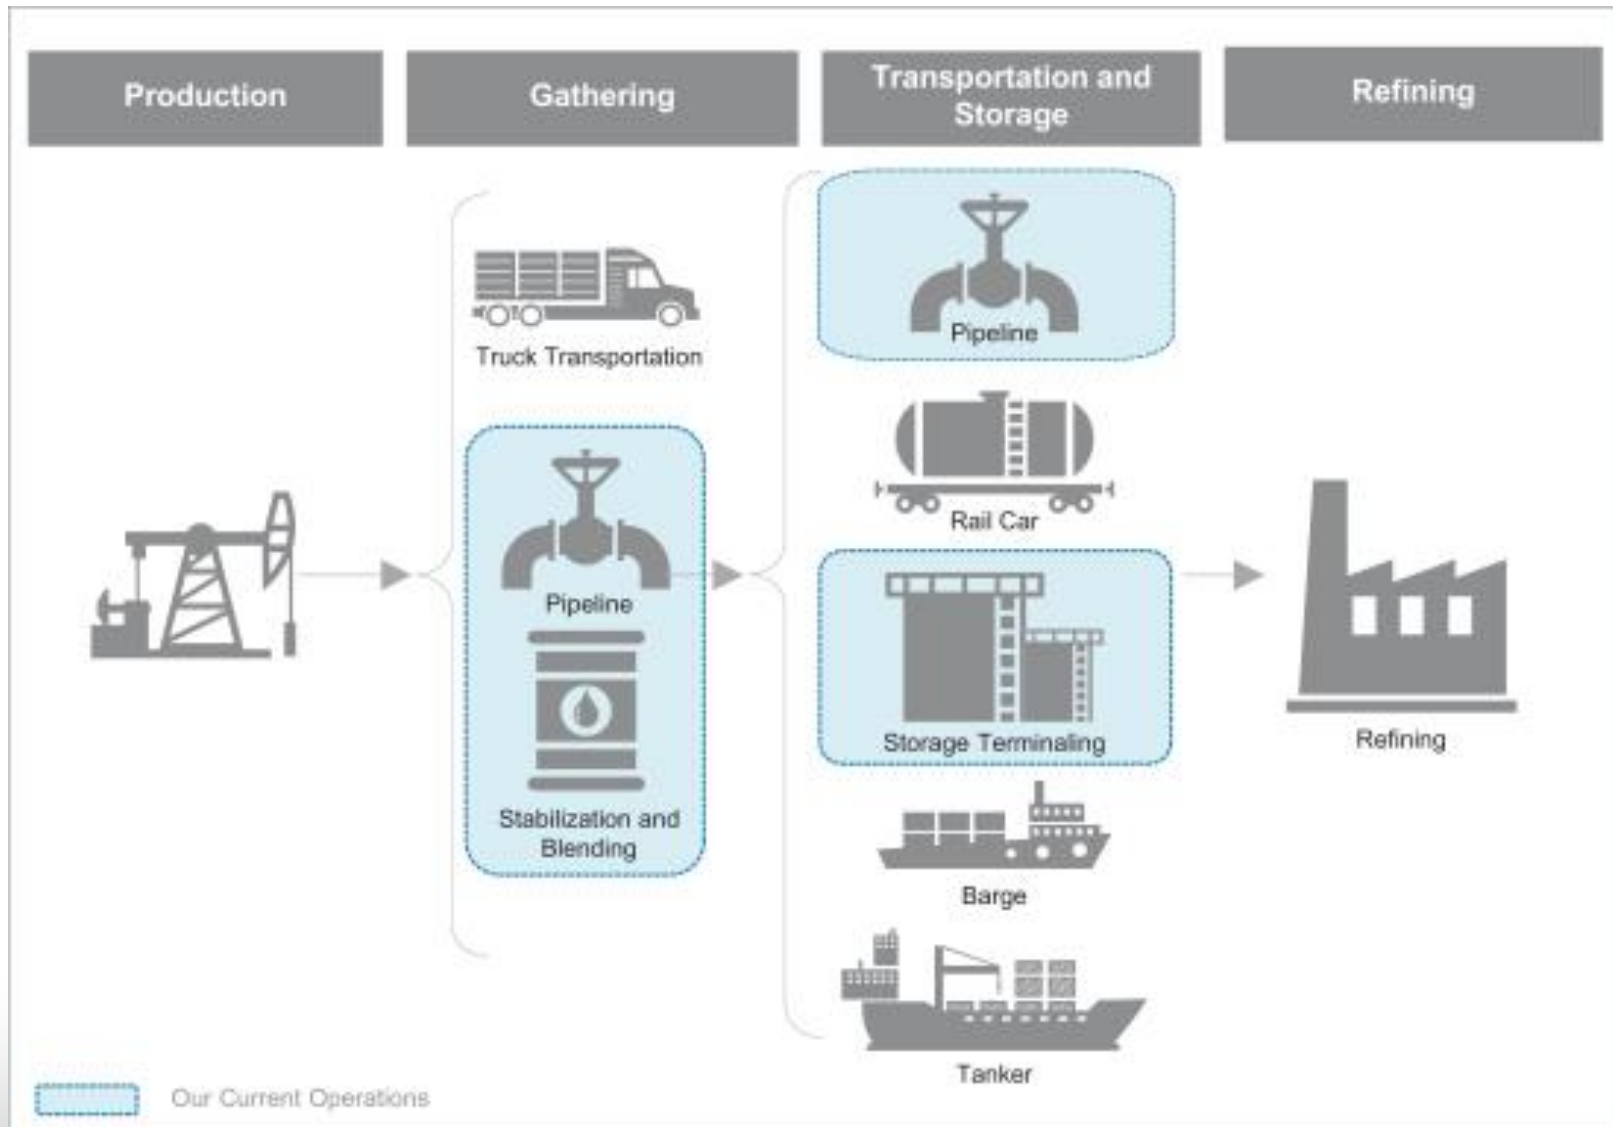 Production
Gathering
Transportation and
Storage
Refining
Truck Transportation
Pipeline
Stabilization and
Blending
Pipeline
Rail Car
Storage Terminaling
Barge
Tanker
Refining
Our Current Operations